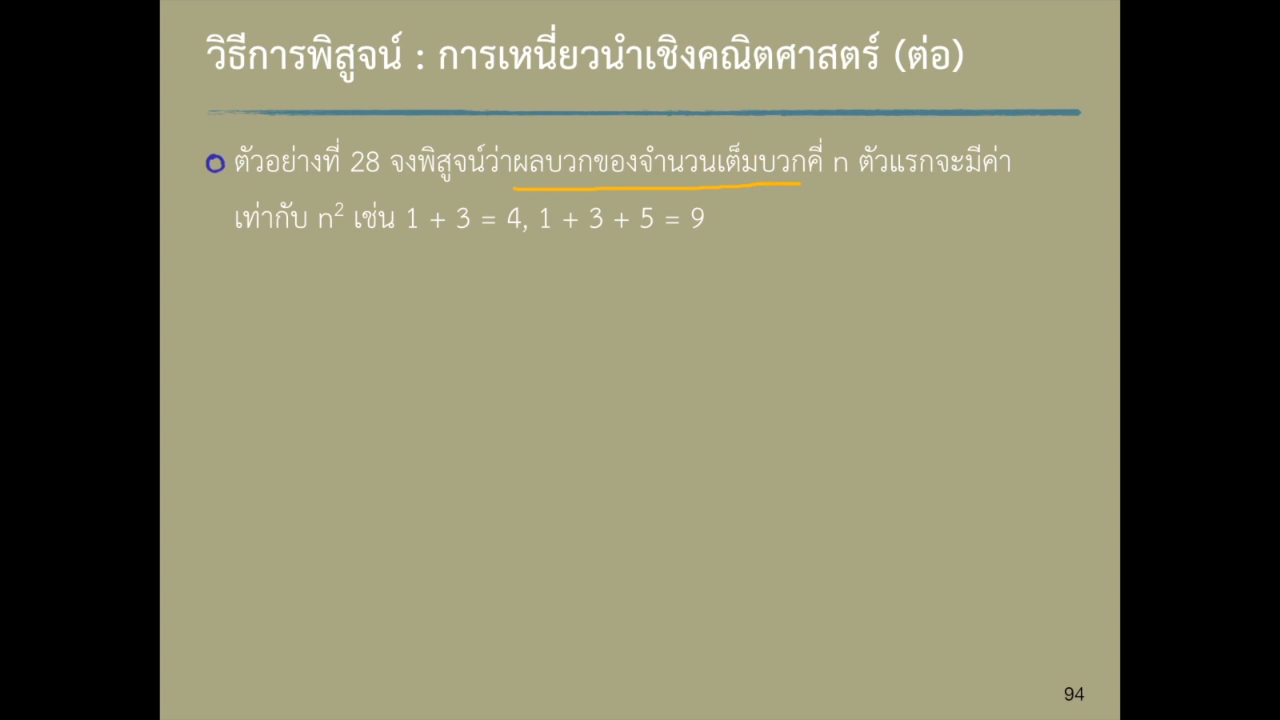 วิธีการพิสูจน์ : การเหนี่ยวนำเชิงคณิตศาสตร์ (ต่อ)
ตัวอย่างที่ 28 จงพิสูจน์ว่าผลบวกของจำนวนเต็มบวกคี่ n ตัวแรกจะมีค่า
เท่ากับ n² เช่น 1 + 3 = 4, 1 + 3 + 5 = 9
94